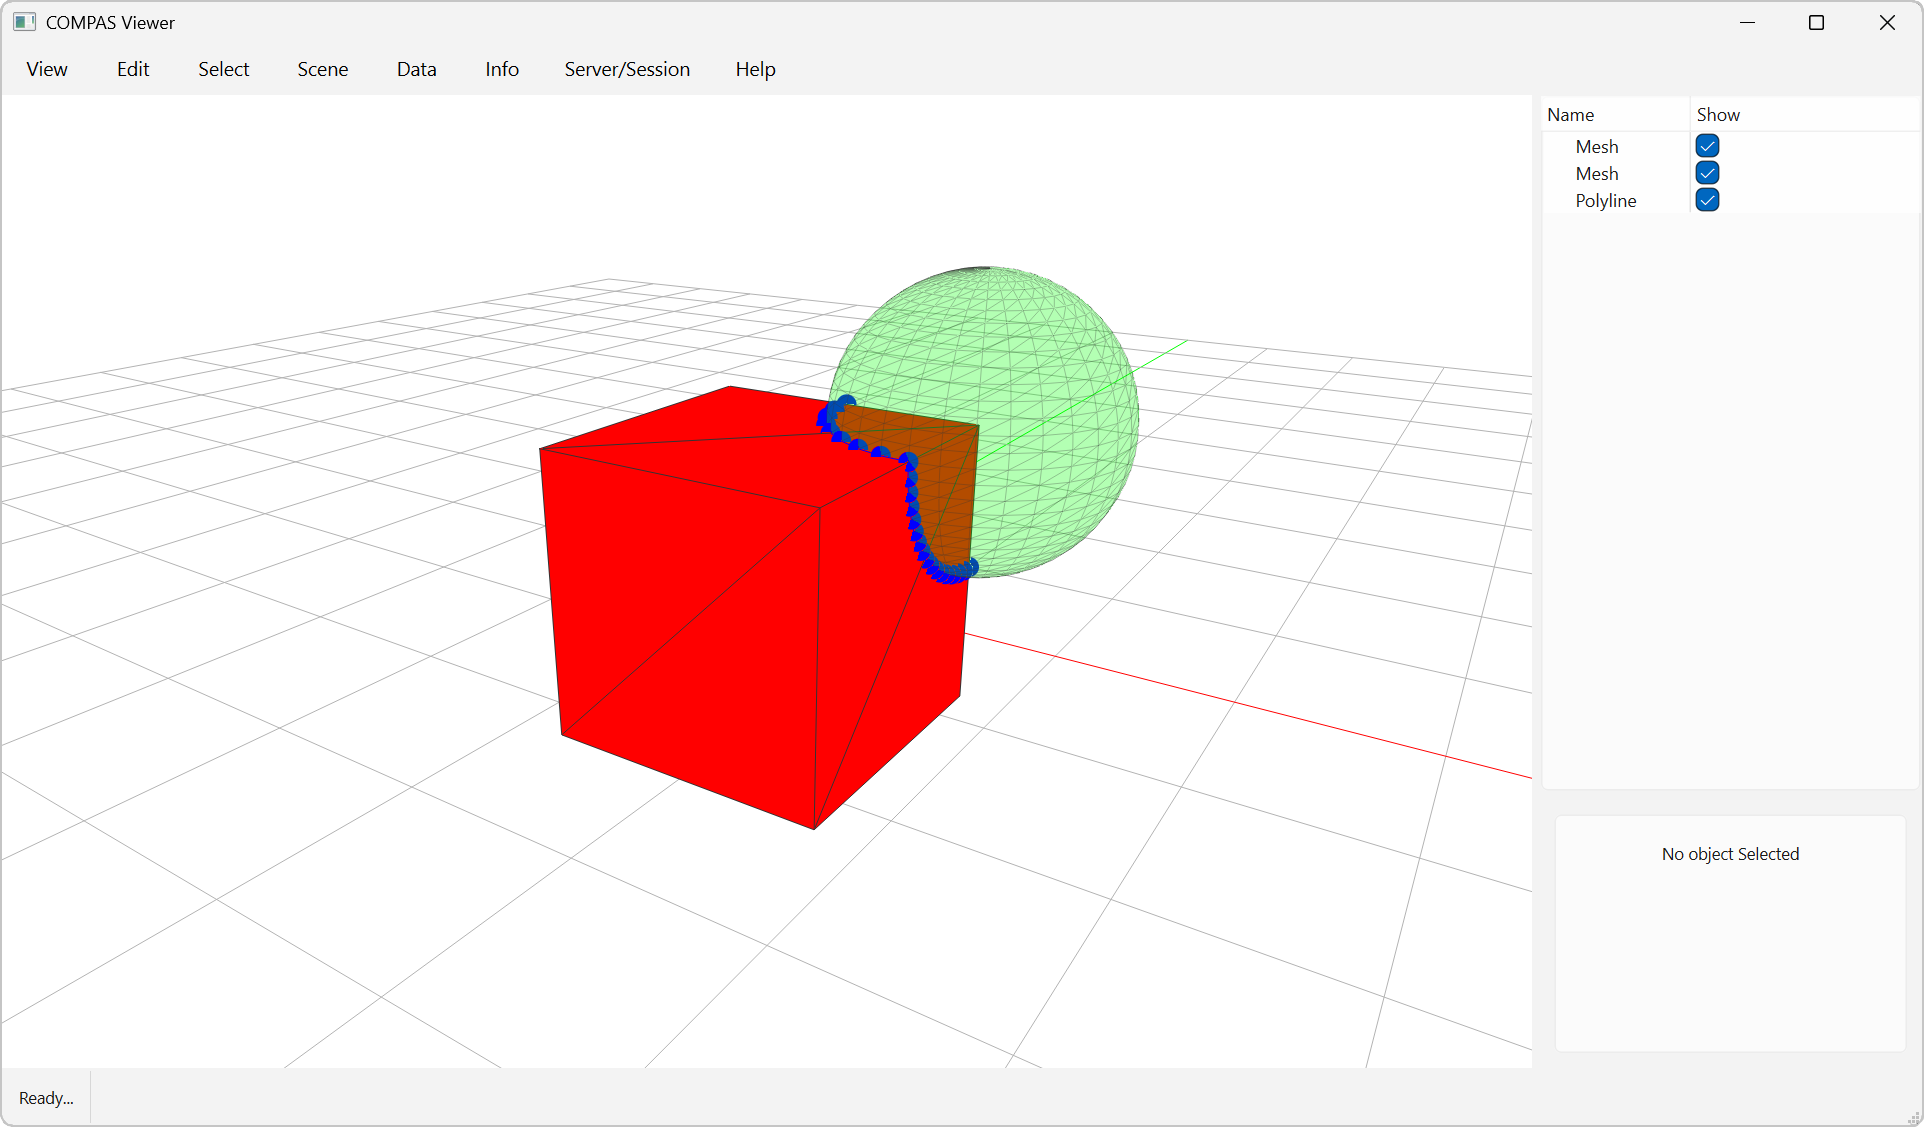 COMPAS Viewer
View Edit Select Scene Data Info Server/Session Help
Name Show
Mesh
Mesh
Polyline
No object Selected
Ready...